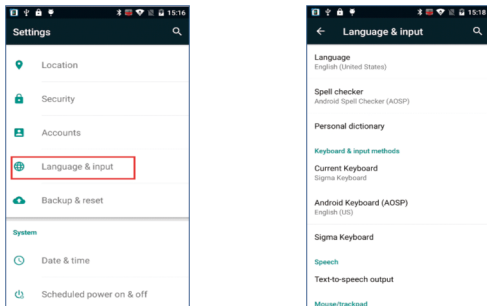 15:16
Settings
Location
Security
Accounts
Language & input
Backup & reset
System
Date & time
Scheduled power on & off
15:18
Language & input
Language
English (United States)
Spell checker
Android Spell Checker (AOSP)
Personal dictionary
Keyboard & input methods
Current Keyboard
Sigma Keyboard
Android Keyboard (AOSP)
English (US)
Sigma Keyboard
Speech
Text-to-speech output
Mouse/trackpad